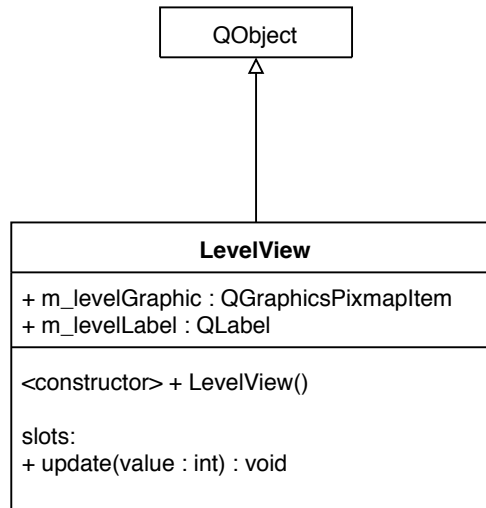 QObject
LevelView
+ m_levelGraphic : QGraphicsPixmapItem
+ m_levelLabel : QLabel
<constructor> + LevelView()
slots:
+ update(value : int) : void